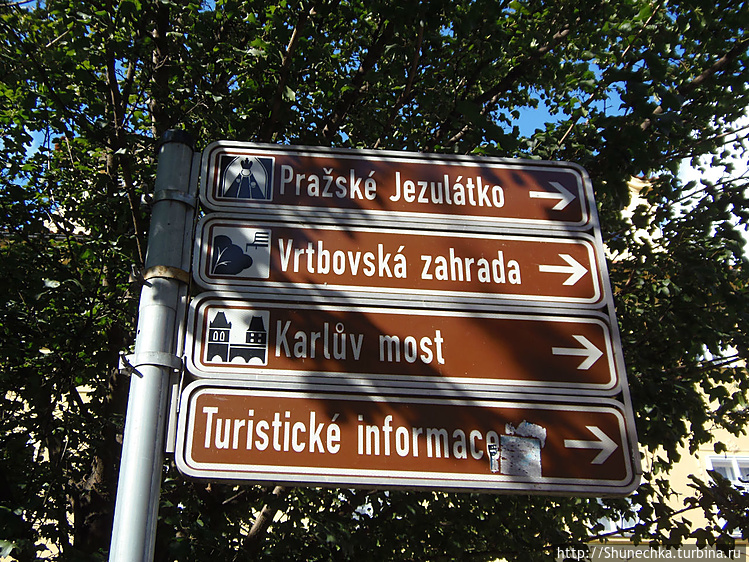 Pražské Jezulátko
Vrtbovská zahrada
Karlův most
Turistické informace
http://Shunechka.turbina.ru